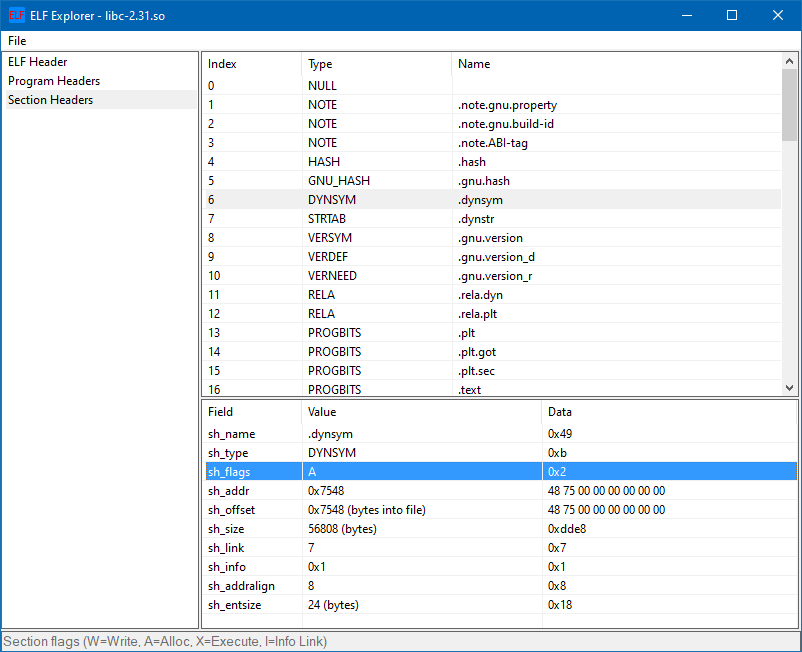 ELF ELF Explorer - libc-2.31.so
File
ELF Header
Program Headers
Section Headers
Index Type Name
0 NULL
1 NOTE .note.gnu.property
2 NOTE .note.gnu.build-id
3 NOTE .note.ABI-tag
4 HASH .hash
5 GNU_HASH .gnu.hash
6 DYNSYM .dynsym
7 STRTAB .dynstr
8 VERSYM .gnu.version
9 VERDEF .gnu.version_d
10 VERNEED .gnu.version_r
11 RELA .rela.dyn
12 RELA .rela.plt
13 PROGBITS .plt
14 PROGBITS .plt.got
15 PROGBITS .plt.sec
16 PROGBITS .text
Field Value Data
sh_name .dynsym 0x49
sh_type DYNSYM 0xb
sh_flags A 0x2
sh_addr 0x7548 48 75 00 00 00 00 00 00
sh_offset 0x7548 (bytes into file) 48 75 00 00 00 00 00 00
sh_size 56808 (bytes) 0xdde8
sh_link 7 0x7
sh_info 0x1 0x1
sh_addralign 8 0x8
sh_entsize 24 (bytes) 0x18
Section flags (W=Write, A=Alloc, X=Execute, I=Info Link)